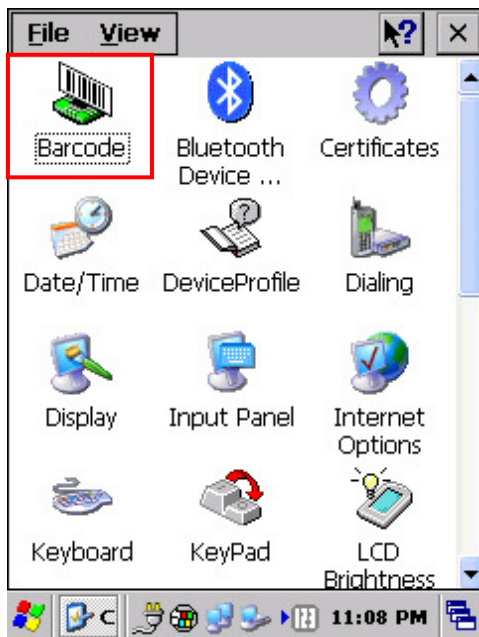 File View ?
Barcode Bluetooth Device ... Certificates
Date/Time DeviceProfile Dialing
Display Input Panel Internet Options
Keyboard KeyPad LCD Brightness
C 11:08 PM